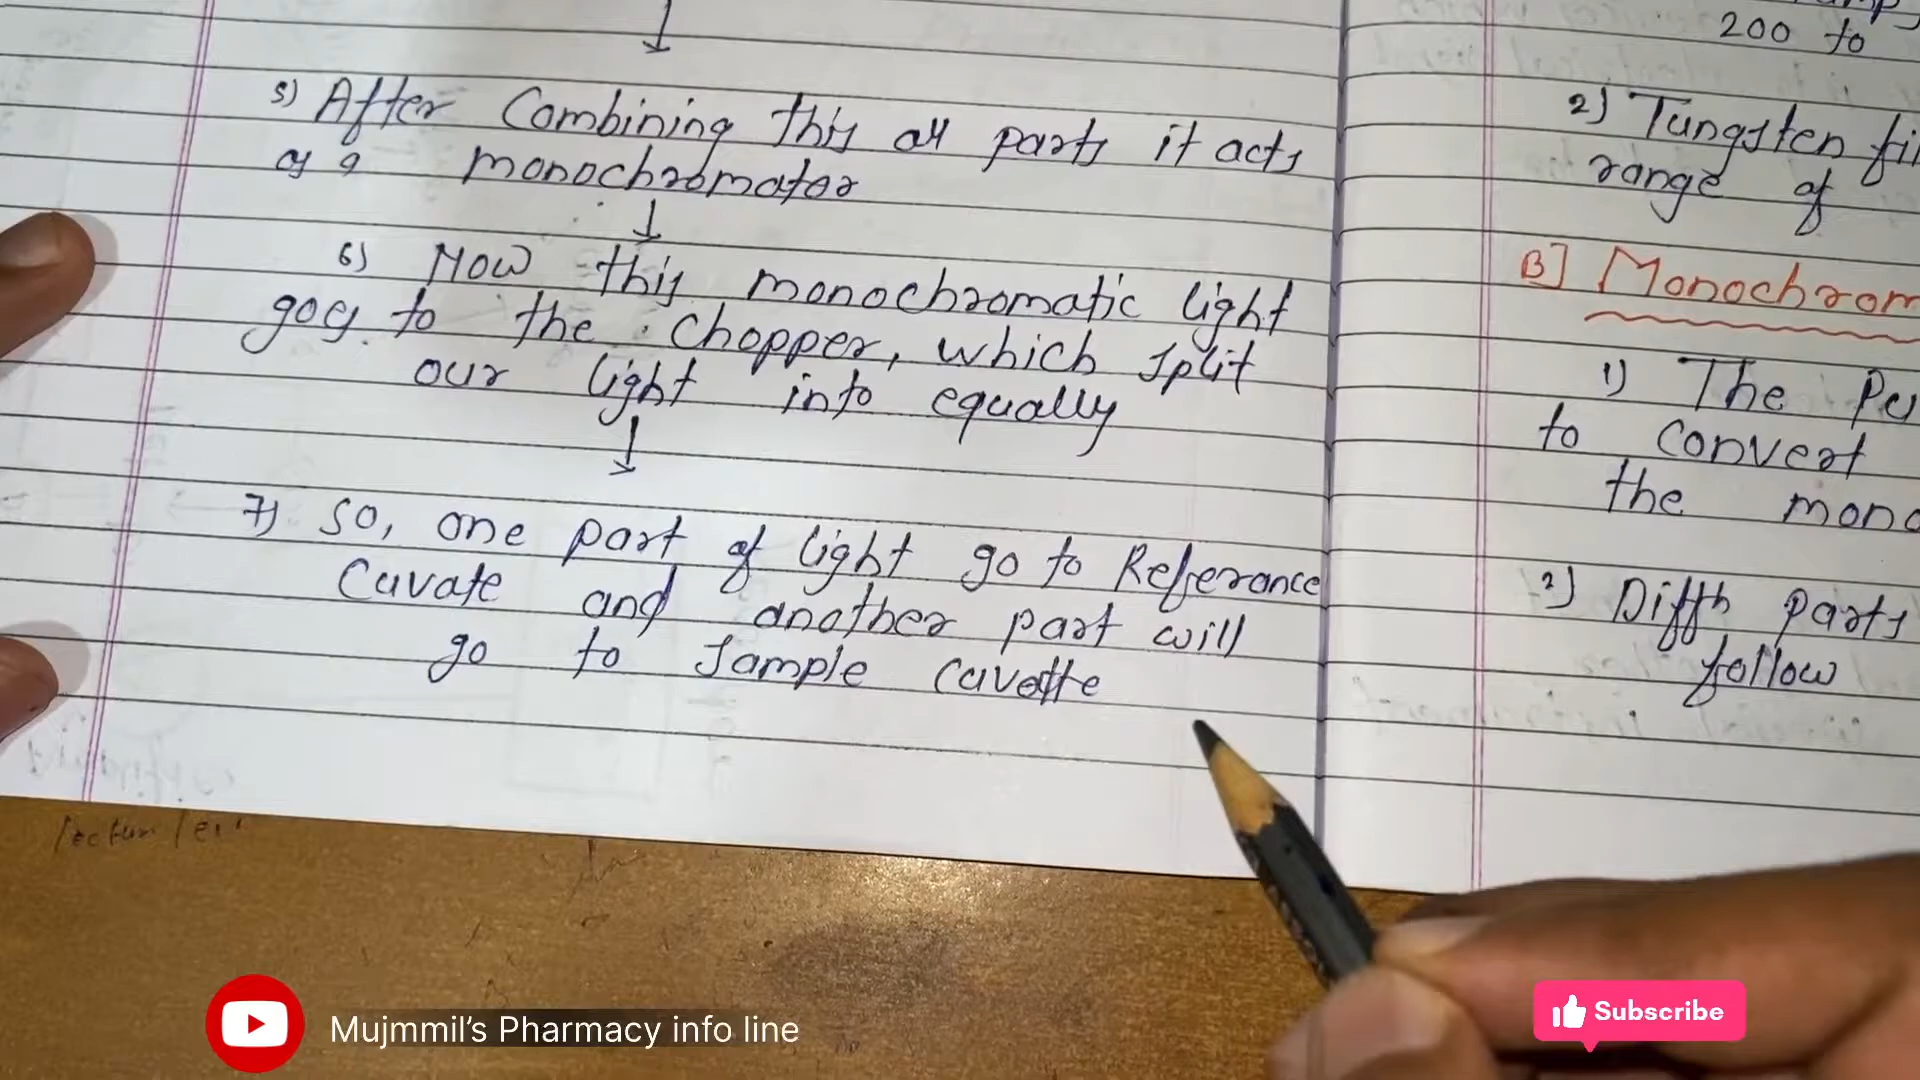 5) After Combining this all parts it acts
as a monochromator
6) Now this monochromatic light
goes to the Chopper, which split
our light into equally
7) So, one part of light go to Referance
Cuvate and another part will
go to sample cuvette
200 to
2) Tungsten fi
range of
B] Monochrom
1) The
to convert
the mono
2) Diffn parts
follow
Mujmmil's Pharmacy info line
Subscribe